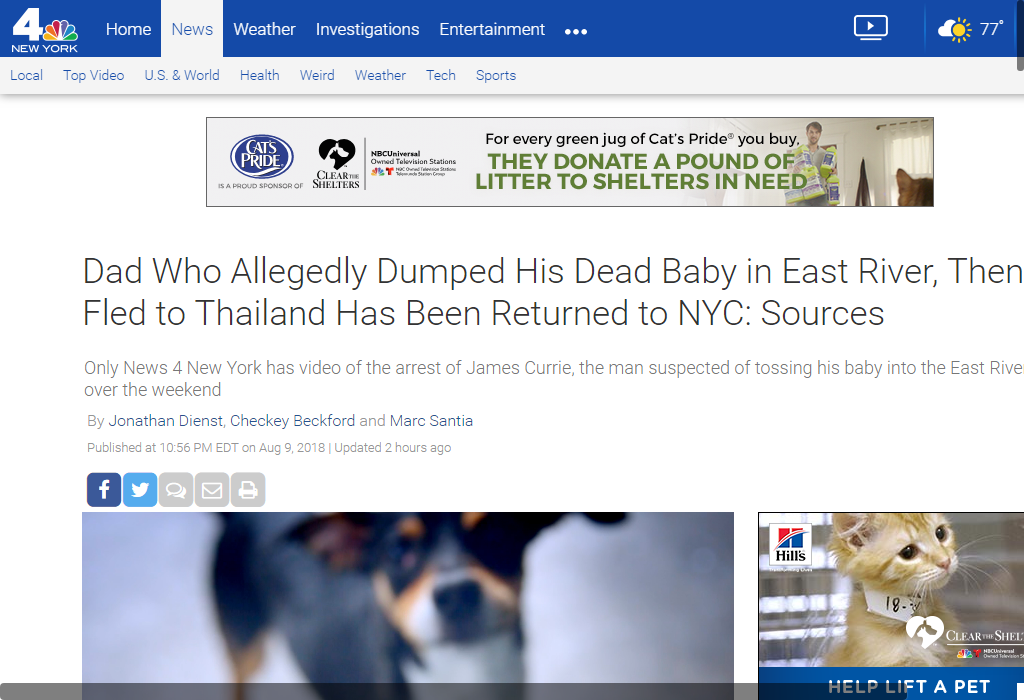 4
NEW YORK
Home News Weather Investigations Entertainment •••
77°
Local Top Video U.S. & World Health Weird Weather Tech Sports
CAT'S PRIDE
IS A PROUD SPONSOR OF
CLEAR THE SHELTERS
NBCUniversal
Owned Television Stations
For every green jug of Cat's Pride® you buy,
THEY DONATE A POUND OF
LITTER TO SHELTERS IN NEED
Dad Who Allegedly Dumped His Dead Baby in East River, Then
Fled to Thailand Has Been Returned to NYC: Sources
Only News 4 New York has video of the arrest of James Currie, the man suspected of tossing his baby into the East Rive
over the weekend
By Jonathan Dienst, Checkey Beckford and Marc Santia
Published at 10:56 PM EDT on Aug 9, 2018 | Updated 2 hours ago
f
Hill's
18-
CLEAR THE SHELT
NBCUniversal
HELP LIFT A PET